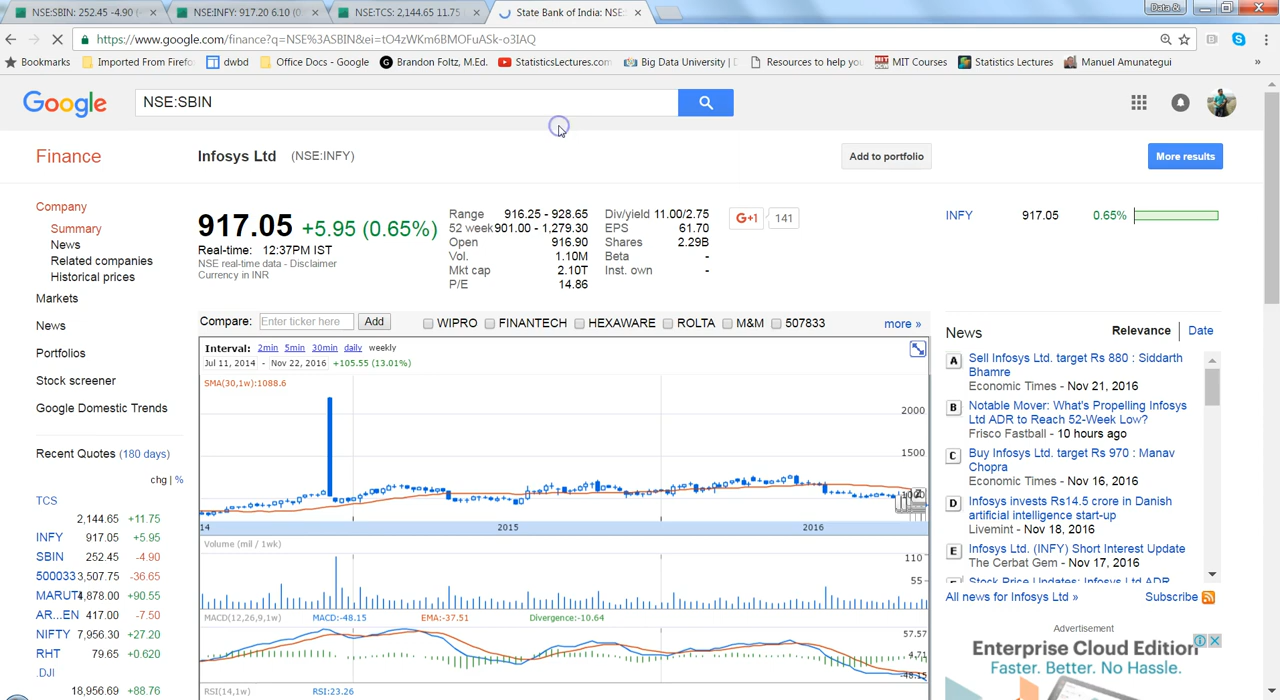 NSE:SBIN: 252.45 -4.90 (
NSE:INFY: 917.20 6.10 (0
NSE:TCS: 2,144.65 11.75
State Bank of India: NSE:
Data &
https://www.google.com/finance?q=NSE%3ASBIN&ei=tO4zWKm6BMOFuASk-o3IAQ
Bookmarks
Imported From Firefo
dwbd
Office Docs - Google
Brandon Foltz, M.Ed.
StatisticsLectures.com
Big Data University |
Resources to help you
MIT Courses
Statistics Lectures
Manuel Amunategui
»
Google
NSE:SBIN
Finance
Infosys Ltd (NSE:INFY)
Add to portfolio
More results
Company
Summary
News
Related companies
Historical prices
Markets
News
Portfolios
Stock screener
Google Domestic Trends
Recent Quotes (180 days)
chg | %
TCS
2,144.65 +11.75
INFY 917.05 +5.95
SBIN 252.45 -4.90
500033 3,507.75 -36.65
MARUT 4,878.00 +90.55
AR...EN 417.00 -7.50
NIFTY 7,956.30 +27.20
RHT 79.65 +0.620
.DJI
18,956.69 +88.76
917.05 +5.95 (0.65%)
Real-time: 12:37PM IST
NSE real-time data - Disclaimer
Currency in INR
Range 916.25 - 928.65
52 week 901.00 - 1,279.30
Open 916.90
Vol. 1.10M
Mkt cap 2.10T
P/E 14.86
Div/yield 11.00/2.75
EPS 61.70
Shares 2.29B
Beta -
Inst. own -
G+1 141
INFY 917.05 0.65%
Compare: Enter ticker here Add WIPRO FINANTECH HEXAWARE ROLTA M&M 507833 more »
Interval: 2min 5min 30min daily weekly
Jul 11, 2014 - Nov 22, 2016 +105.55 (13.01%)
SMA(30,1w):1088.6
2000
1500
1000
14 2015 2016
Volume (mil / 1wk)
110
55
MACD(12,26,9,1w) MACD:-48.15 EMA:-37.51 Divergence:-10.64
57.57
4.71
-48.15
RSI(14,1w) RSI:23.26
News
Relevance | Date
A Sell Infosys Ltd. target Rs 880 : Siddarth
Bhamre
Economic Times - Nov 21, 2016
B Notable Mover: What's Propelling Infosys
Ltd ADR to Reach 52-Week Low?
Frisco Fastball - 10 hours ago
C Buy Infosys Ltd. target Rs 970 : Manav
Chopra
Economic Times - Nov 16, 2016
D Infosys invests Rs14.5 crore in Danish
artificial intelligence start-up
Livemint - Nov 18, 2016
E Infosys Ltd. (INFY) Short Interest Update
The Cerbat Gem - Nov 17, 2016
Stock Price Updates: Infosys Ltd ADR
All news for Infosys Ltd »
Subscribe
Advertisement
Enterprise Cloud Edition
Faster. Better. No Hassle.